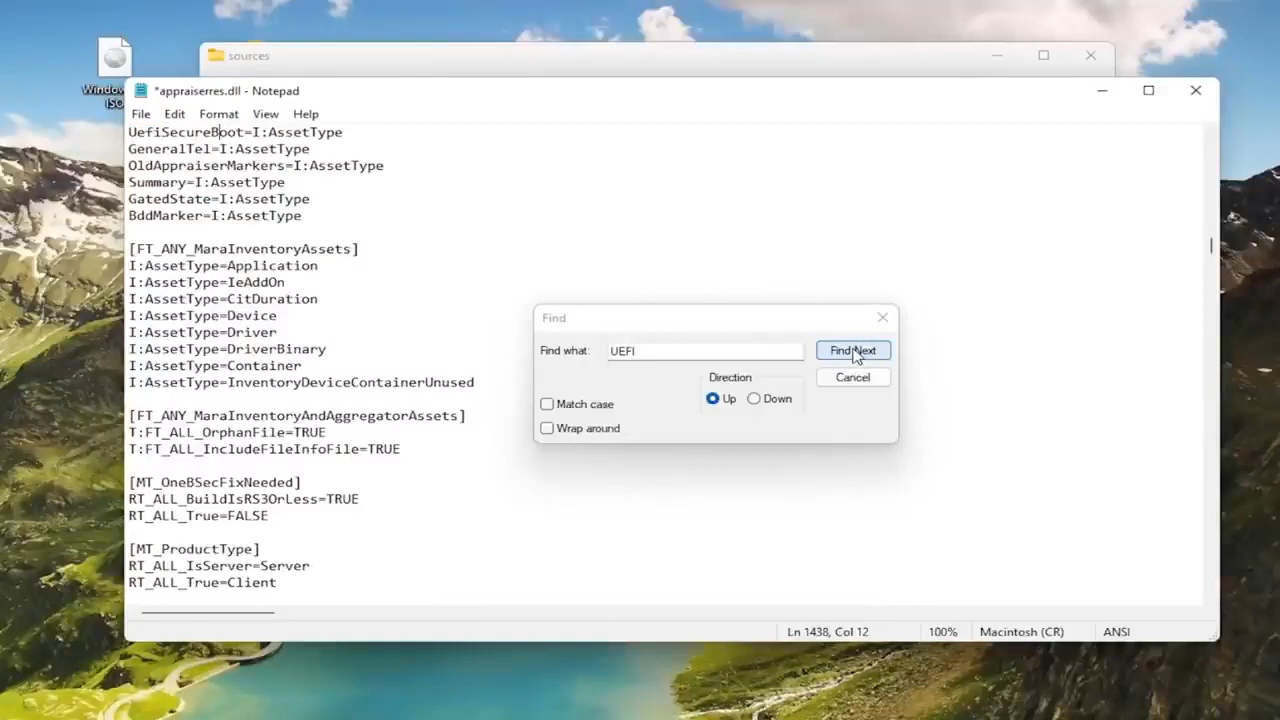 sources
Window
ISO
*appraiserres.dll - Notepad
File Edit Format View Help
UefiSecureBoot=I:AssetType
GeneralTel=I:AssetType
OldAppraiserMarkers=I:AssetType
Summary=I:AssetType
GatedState=I:AssetType
BddMarker=I:AssetType
[FT_ANY_MaraInventoryAssets]
I:AssetType=Application
I:AssetType=IeAddOn
I:AssetType=CitDuration
I:AssetType=Device
I:AssetType=Driver
I:AssetType=DriverBinary
I:AssetType=Container
I:AssetType=InventoryDeviceContainerUnused
[FT_ANY_MaraInventoryAndAggregatorAssets]
T:FT_ALL_OrphanFile=TRUE
T:FT_ALL_IncludeFileInfoFile=TRUE
[MT_OneBSecFixNeeded]
RT_ALL_BuildIsRS3OrLess=TRUE
RT_ALL_True=FALSE
[MT_ProductType]
RT_ALL_IsServer=Server
RT_ALL_True=Client
Find
Find what: UEFI Find Next
Direction Cancel
Up Down
Match case
Wrap around
Ln 1438, Col 12 100% Macintosh (CR) ANSI